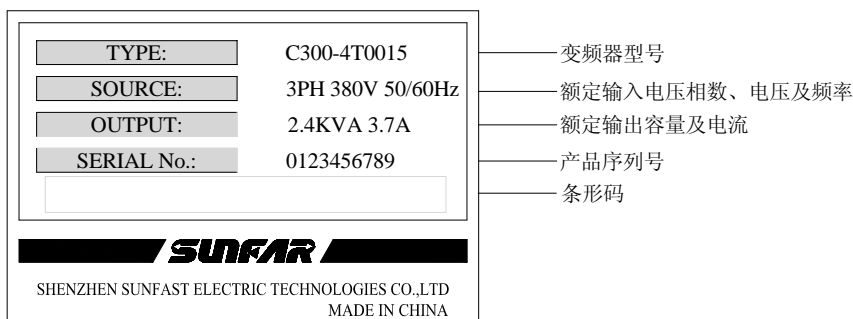 TYPE: C300-4T0015 变频器型号
SOURCE: 3PH 380V 50/60Hz 额定输入电压相数、电压及频率
OUTPUT: 2.4KVA 3.7A 额定输出容量及电流
SERIAL No.: 0123456789 产品序列号
条形码
SUNFAR
SHENZHEN SUNFAST ELECTRIC TECHNOLOGIES CO.,LTD
MADE IN CHINA